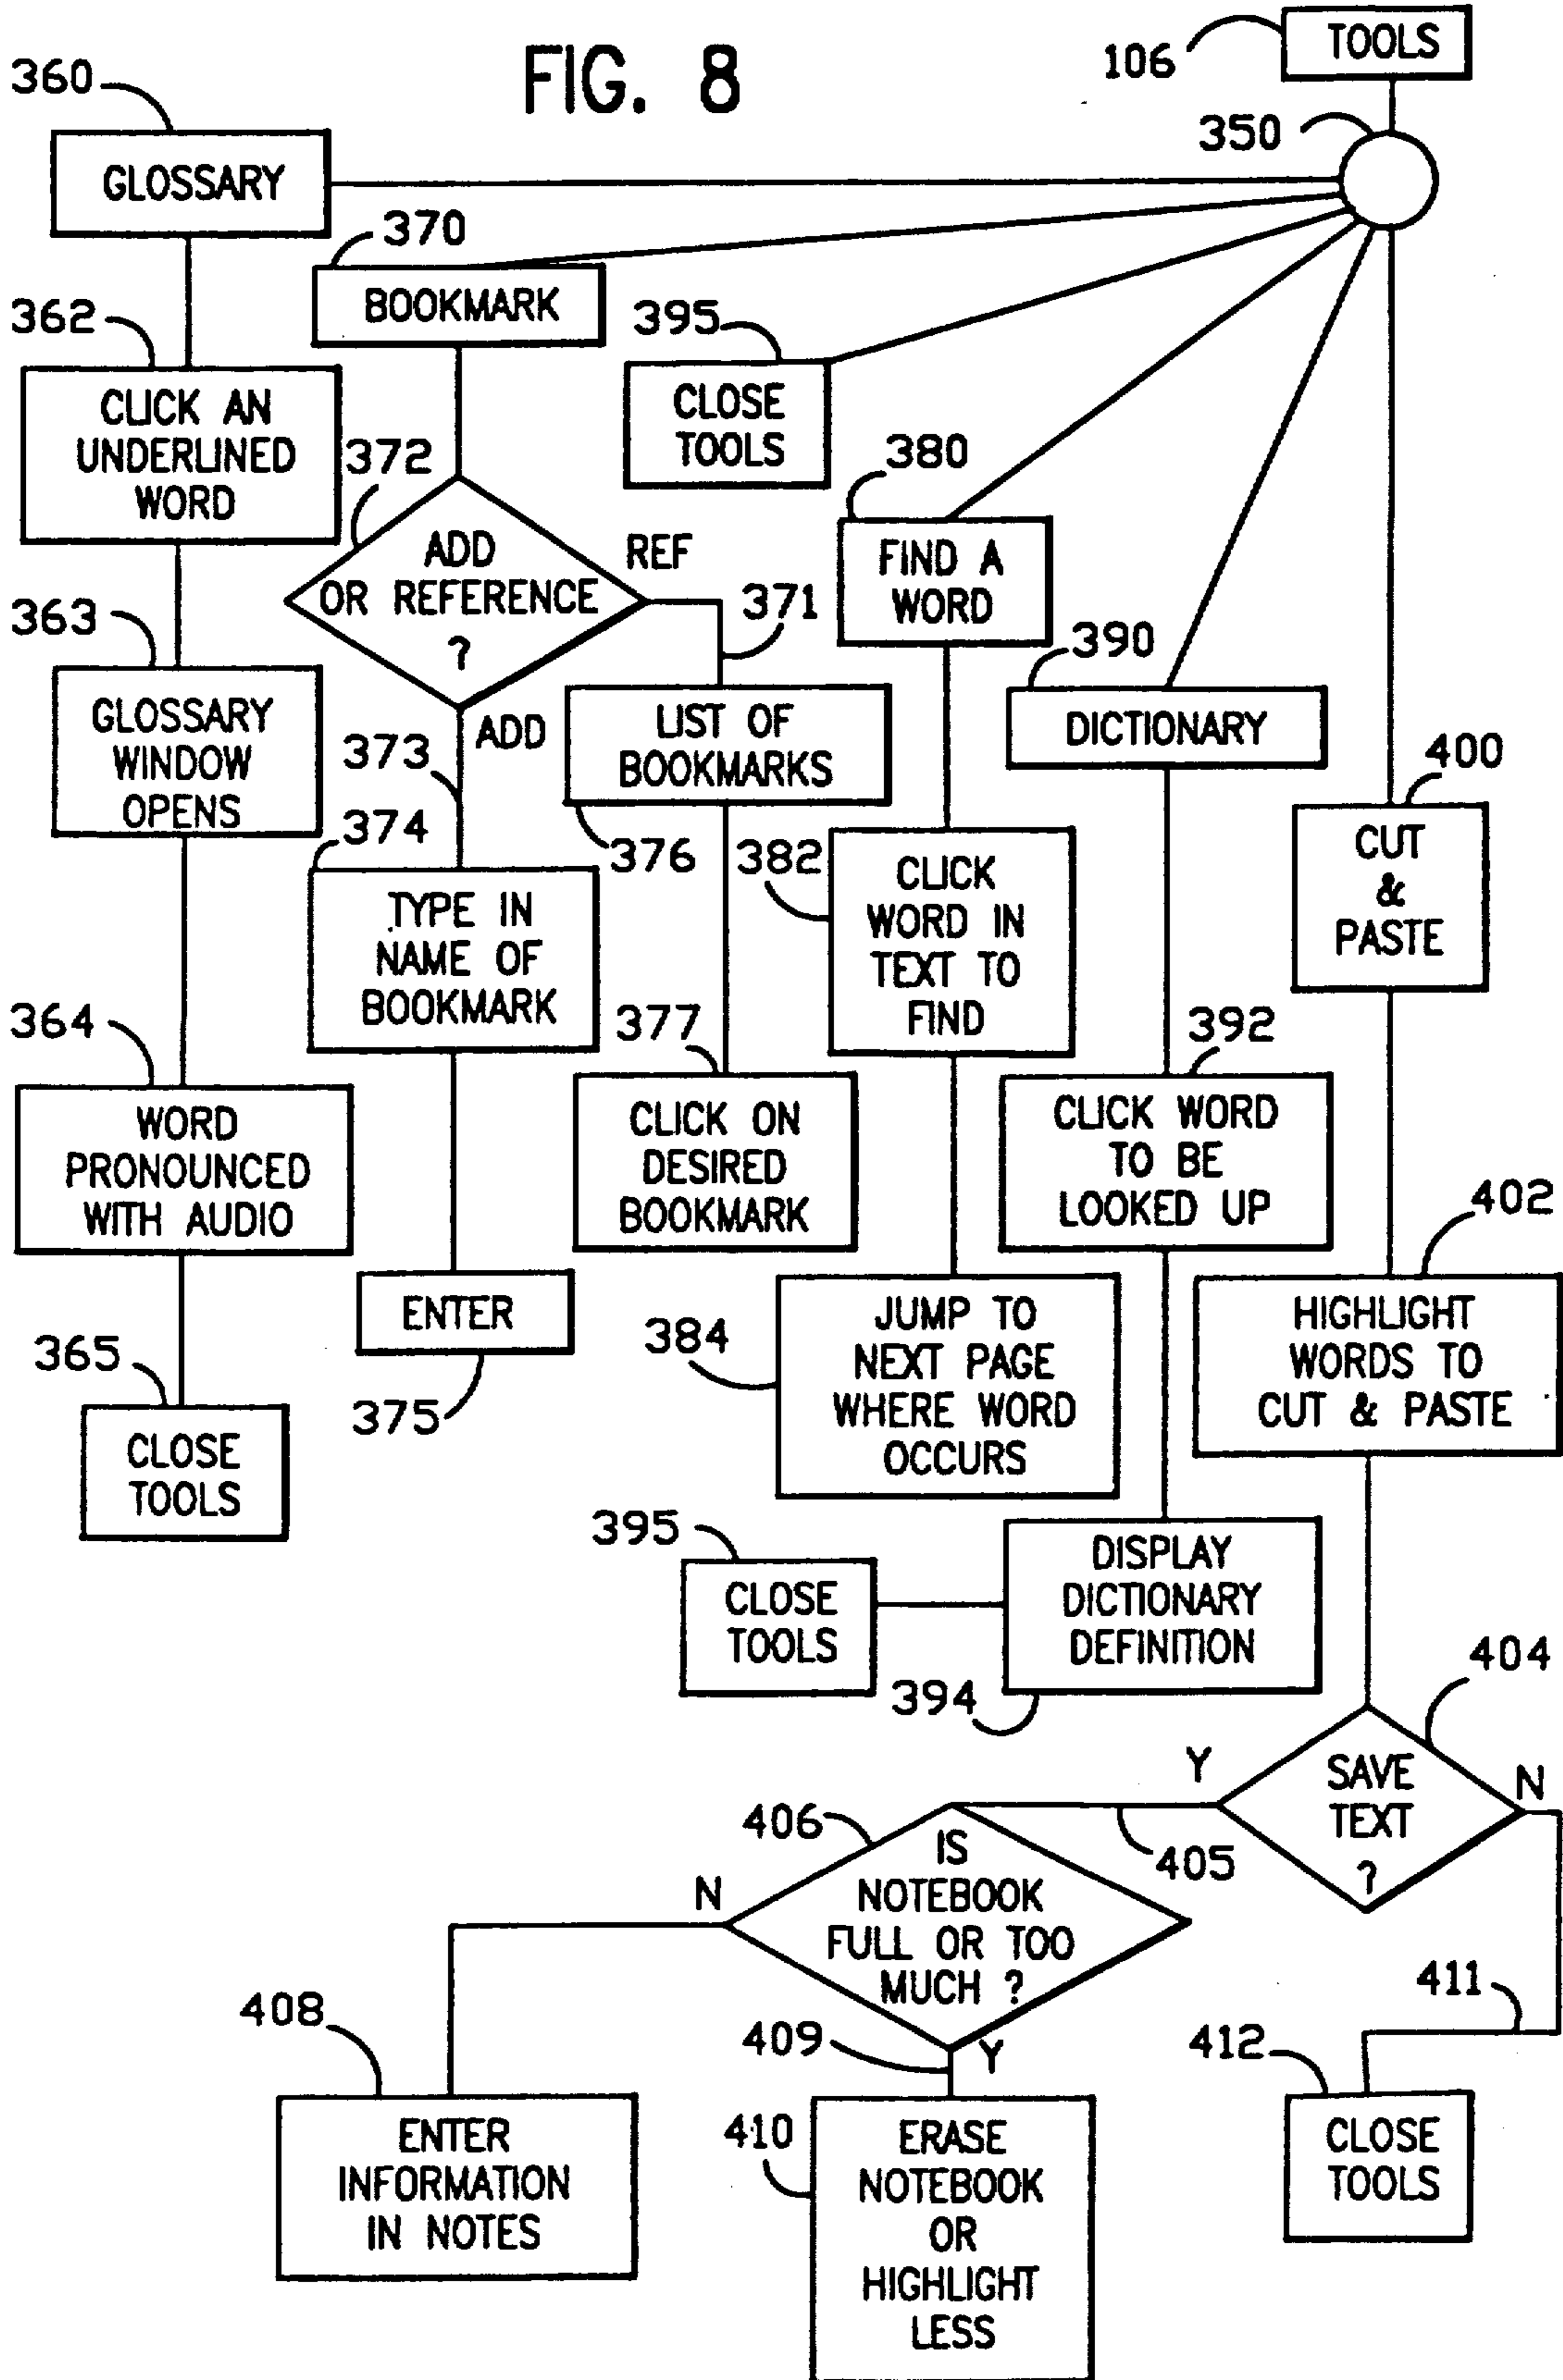 FIG. 8
106
TOOLS
350
360
GLOSSARY
370
BOOKMARK
395
CLOSE
TOOLS
362
CLICK AN
UNDERLINED
WORD
372
ADD
OR REFERENCE
?
REF
371
380
FIND A
WORD
390
DICTIONARY
363
GLOSSARY
WINDOW
OPENS
373
ADD
LIST OF
BOOKMARKS
376
400
CUT
&
PASTE
374
TYPE IN
NAME OF
BOOKMARK
382
CLICK
WORD IN
TEXT TO
FIND
364
WORD
PRONOUNCED
WITH AUDIO
377
CLICK ON
DESIRED
BOOKMARK
392
CLICK WORD
TO BE
LOOKED UP
402
HIGHLIGHT
WORDS TO
CUT & PASTE
ENTER
375
384
JUMP TO
NEXT PAGE
WHERE WORD
OCCURS
365
CLOSE
TOOLS
395
CLOSE
TOOLS
DISPLAY
DICTIONARY
DEFINITION
394
404
SAVE
TEXT
?
Y
N
405
406
IS
NOTEBOOK
FULL OR TOO
MUCH ?
N
409
Y
411
408
ENTER
INFORMATION
IN NOTES
410
ERASE
NOTEBOOK
OR
HIGHLIGHT
LESS
412
CLOSE
TOOLS